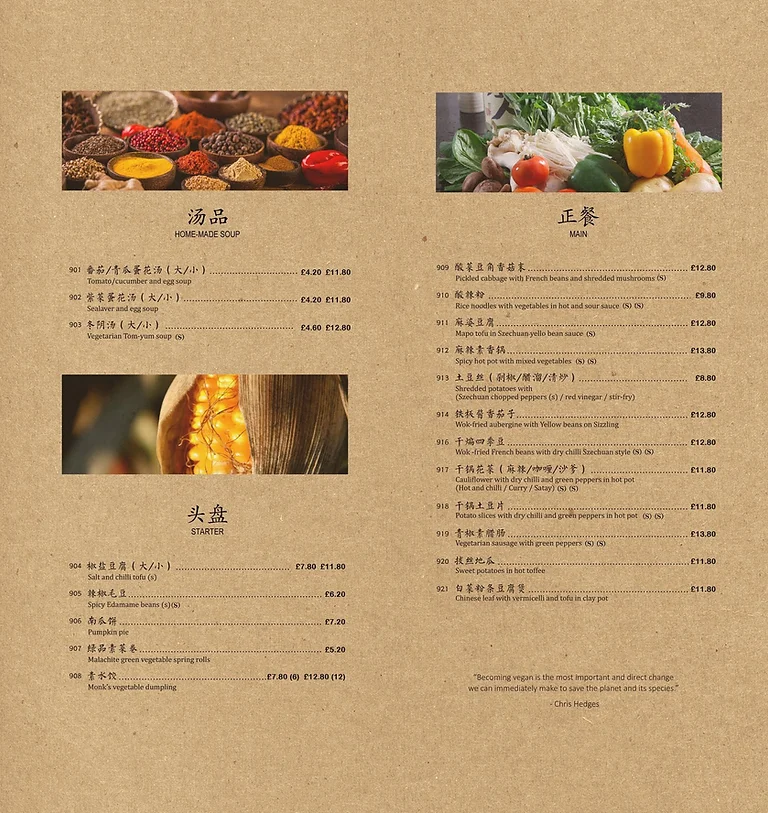 汤品
HOME-MADE SOUP
901 番茄/青瓜蛋花汤 ( 大/小 ) £4.20 £11.80
Tomato/cucumber and egg soup
902 紫菜蛋花汤 ( 大/小 ) £4.20 £11.80
Sealaver and egg soup
903 冬阴汤 ( 大/小 ) £4.60 £12.80
Vegetarian Tom-yum soup (S)
头盘
STARTER
904 椒盐豆腐 ( 大/小 ) £7.80 £11.80
Salt and chilli tofu (s)
905 辣椒毛豆 £6.20
Spicy Edamame beans (s)(S)
906 南瓜饼 £7.20
Pumpkin pie
907 绿品素菜卷 £5.20
Malachite green vegetable spring rolls
908 素水饺 £7.80 (6) £12.80 (12)
Monk's vegetable dumpling
正餐
MAIN
909 酸菜豆角香菇末 £12.80
Pickled cabbage with French beans and shredded mushrooms (S)
910 酸辣粉 £9.80
Rice noodles with vegetables in hot and sour sauce (S) (S)
911 麻婆豆腐 £12.80
Mapo tofu in Szechuan yello bean sauce (S)
912 麻辣素香锅 £13.80
Spicy hot pot with mixed vegetables (S) (S)
913 土豆丝 ( 剁椒/醋溜/清炒 ) £8.80
Shredded potatoes with
(Szechuan chopped peppers (s) / red vinegar / stir-fry)
914 铁板酱香茄子 £12.80
Wok-fried aubergine with Yellow beans on Sizzling
916 干煸四季豆 £12.80
Wok-fried French beans with dry chilli Szechuan style (S) (S)
917 干锅花菜 ( 麻辣/咖喱/沙爹 ) £11.80
Cauliflower with dry chilli and green peppers in hot pot
(Hot and chilli / Curry / Satay) (S) (S)
918 干锅土豆片 £11.80
Potato slices with dry chilli and green peppers in hot pot (S) (S)
919 青椒素腊肠 £13.80
Vegetarian sausage with green peppers (S) (S)
920 拔丝地瓜 £11.80
Sweet potatoes in hot toffee
921 白菜粉条豆腐煲 £11.80
Chinese leaf with vermicelli and tofu in clay pot
"Becoming vegan is the most important and direct change
we can immediately make to save the planet and its species."
- Chris Hedges